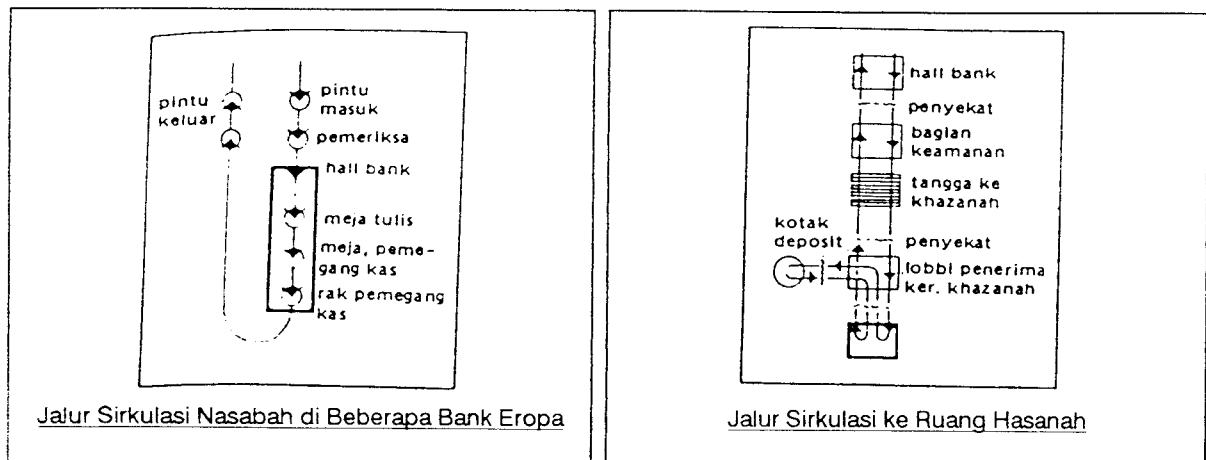 pintu
keluar
pintu
masuk
pemeriksa
hall bank
meja tulis
meja, peme-
gang kas
rak pemegang
kas
Jalur Sirkulasi Nasabah di Beberapa Bank Eropa
hall bank
penyekat
bagian
keamanan
tangga ke
khazanah
kotak
deposit
penyekat
lobbi penerima
ker. khazanah
Jalur Sirkulasi ke Ruang Hasanah